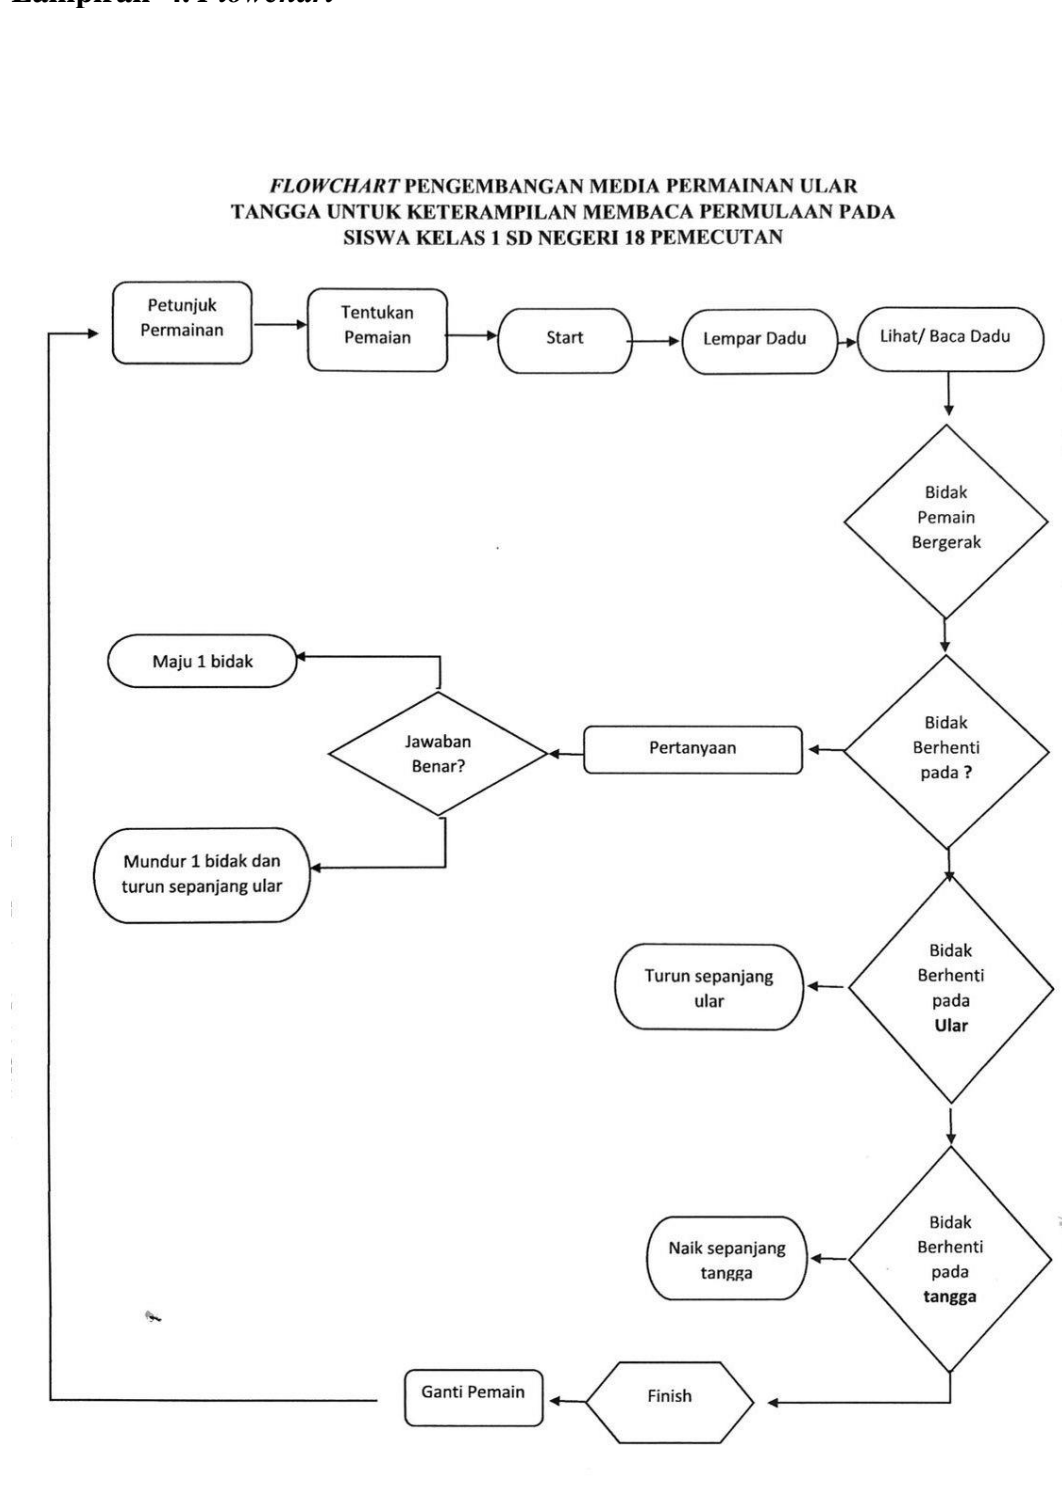 Lampiran 4. Flowchart
FLOWCHART PENGEMBANGAN MEDIA PERMAINAN ULAR
TANGGA UNTUK KETERAMPILAN MEMBACA PERMULAAN PADA
SISWA KELAS 1 SD NEGERI 18 PEMECUTAN
Petunjuk
Permainan
Tentukan
Pemaian
Start
Lempar Dadu
Lihat/ Baca Dadu
Bidak
Pemain
Bergerak
Bidak
Berhenti
pada ?
Pertanyaan
Jawaban
Benar?
Maju 1 bidak
Mundur 1 bidak dan
turun sepanjang ular
Bidak
Berhenti
pada
Ular
Turun sepanjang
ular
Bidak
Berhenti
pada
tangga
Naik sepanjang
tangga
Finish
Ganti Pemain